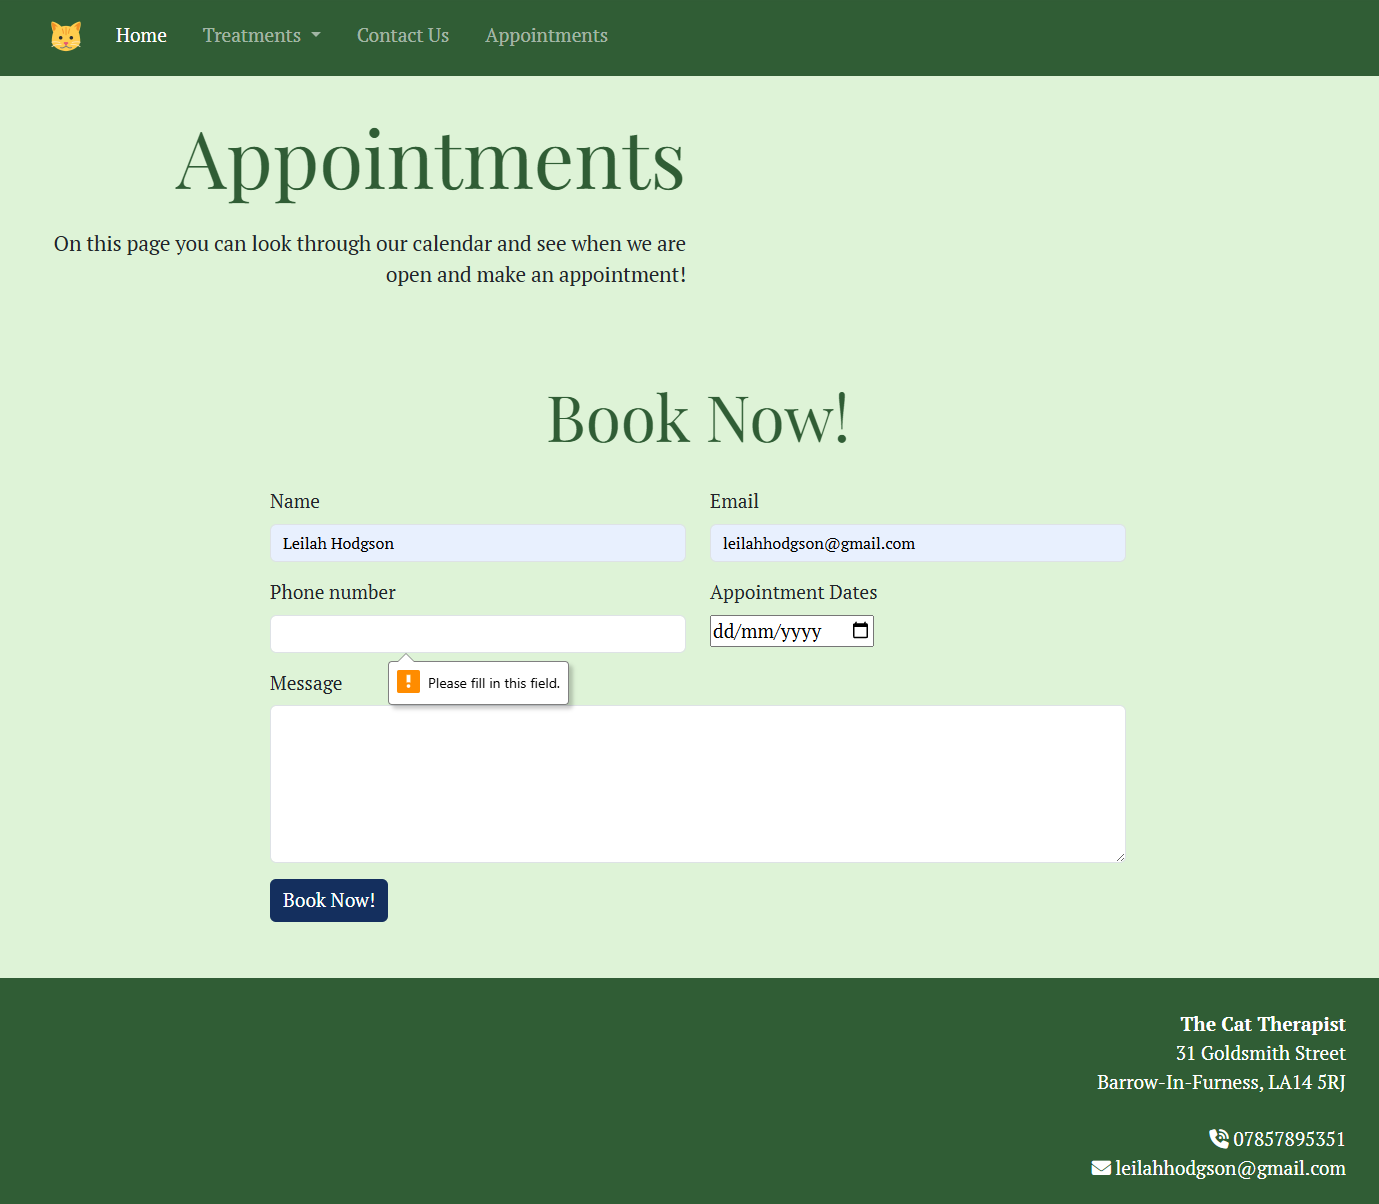 Home Treatments Contact Us Appointments
Appointments
On this page you can look through our calendar and see when we are
open and make an appointment!
Book Now!
Name
Email
Leilah Hodgson
leilahhodgson@gmail.com
Phone number
Appointment Dates
dd/mm/yyyy
Please fill in this field.
Message
Book Now!
The Cat Therapist
31 Goldsmith Street
Barrow-In-Furness, LA14 5RJ
07857895351
leilahhodgson@gmail.com